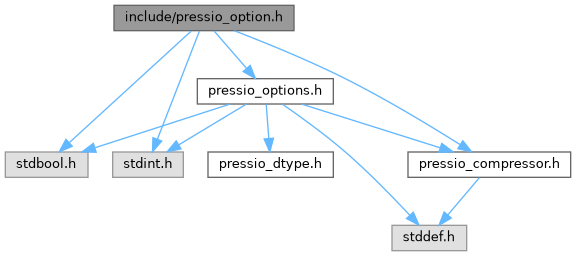 include/pressio_option.h
pressio_options.h
stdbool.h
stdint.h
pressio_dtype.h
pressio_compressor.h
stddef.h